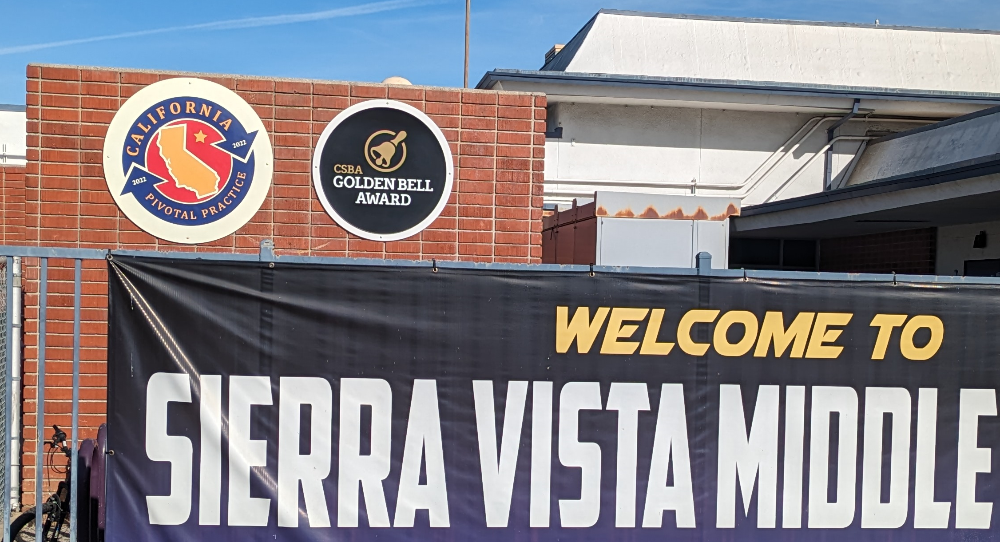 CALIFORNIA
2022
2022
PIVOTAL PRACTICE
CSBA
GOLDEN BELL
AWARD
WELCOME TO
SIERRA VISTA MIDDLE